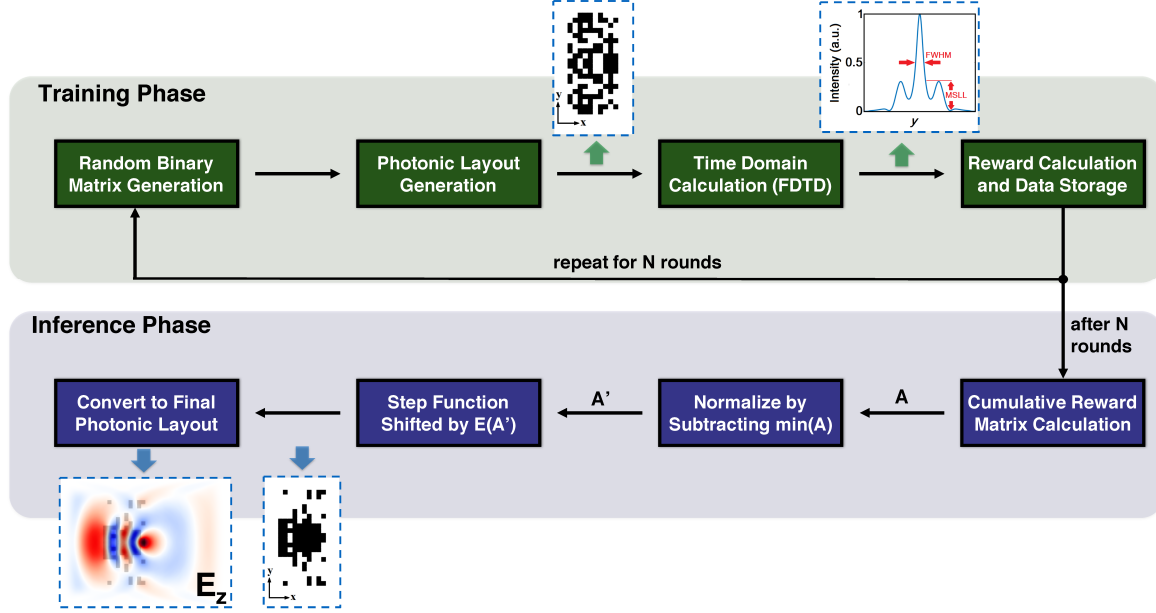 Training Phase
y
x
1
0.5
0
Intensity (a.u.)
FWHM
MSLL
y
Random Binary
Matrix Generation
Photonic Layout
Generation
Time Domain
Calculation (FDTD)
Reward Calculation
and Data Storage
repeat for N rounds
Inference Phase
after N
rounds
Convert to Final
Photonic Layout
Step Function
Shifted by E(A’)
A’
Normalize by
Subtracting min(A)
A
Cumulative Reward
Matrix Calculation
Ez
y
x